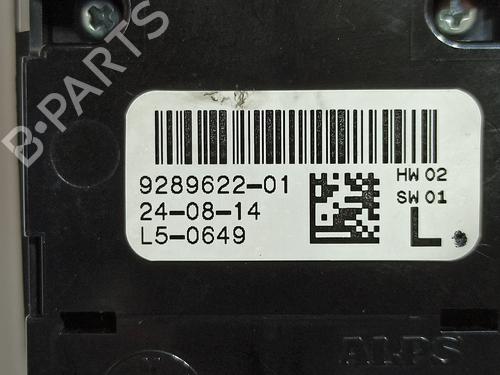 B-PARTS
9289622-01
24-08-14
L5-0649
HW 02
SW 01
L
ALPS